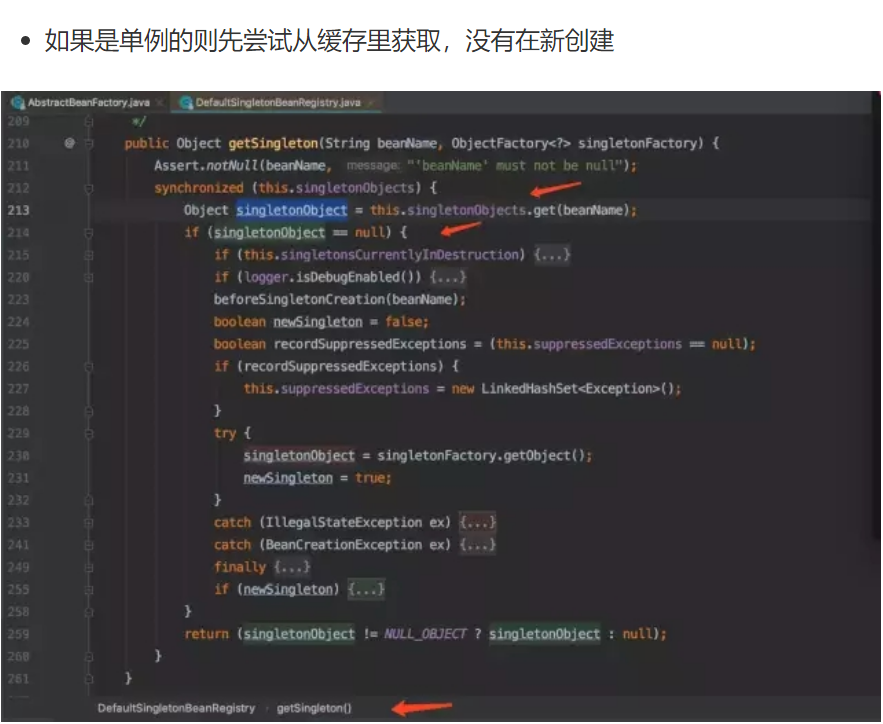 如果是单例的则先尝试从缓存里获取，没有在新创建
AbstractBeanFactory.java × DefaultSingletonBeanRegistry.java ×
209 */
210 @ public Object getSingleton(String beanName, ObjectFactory<?> singletonFactory) {
211 Assert.notNull(beanName, message: "'beanName' must not be null");
212 synchronized (this.singletonObjects) {
213 Object singletonObject = this.singletonObjects.get(beanName);
214 if (singletonObject == null) {
215 if (this.singletonsCurrentlyInDestruction) {...}
220 if (logger.isDebugEnabled()) {...}
223 beforeSingletonCreation(beanName);
224 boolean newSingleton = false;
225 boolean recordSuppressedExceptions = (this.suppressedExceptions == null);
226 if (recordSuppressedExceptions) {
227 this.suppressedExceptions = new LinkedHashSet<Exception>();
228 }
229 try {
230 singletonObject = singletonFactory.getObject();
231 newSingleton = true;
232 }
233 catch (IllegalStateException ex) {...}
241 catch (BeanCreationException ex) {...}
249 finally {...}
255 if (newSingleton) {...}
258 }
259 return (singletonObject != NULL_OBJECT ? singletonObject : null);
260 }
261 }
DefaultSingletonBeanRegistry › getSingleton()